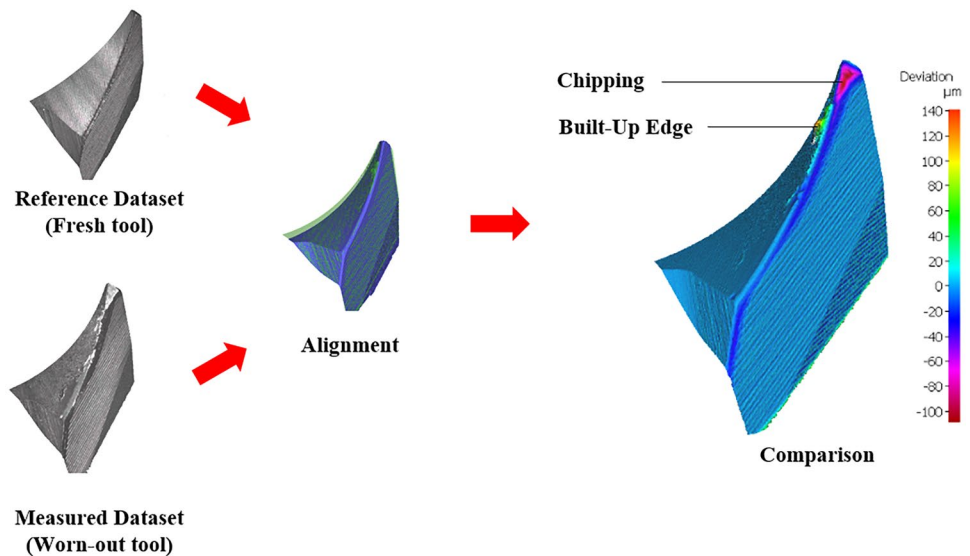 Reference Dataset
(Fresh tool)
Measured Dataset
(Worn-out tool)
Alignment
Chipping
Built-Up Edge
Comparison
Deviation
µm
140
120
100
80
60
40
20
0
-20
-40
-60
-80
-100